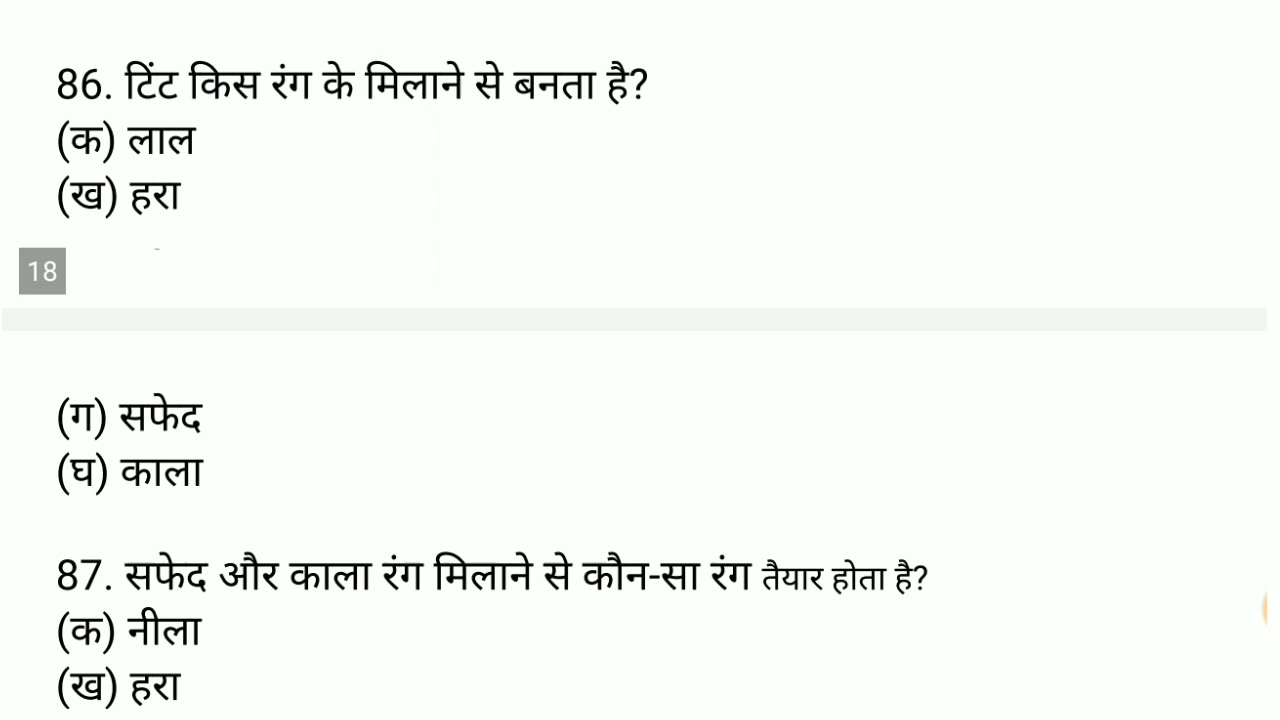 86. टिंट किस रंग के मिलाने से बनता है?
(क) लाल
(ख) हरा
18
(ग) सफेद
(घ) काला
87. सफेद और काला रंग मिलाने से कौन-सा रंग तैयार होता है?
(क) नीला
(ख) हरा